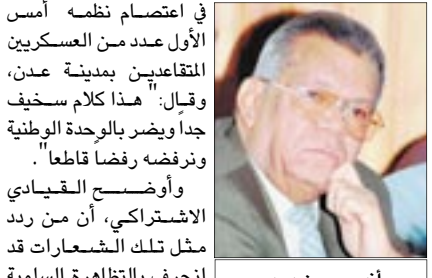 في اعتصام نظمه أمس
الأول عدد من العسكريين
المتقاعدين بمدينة عدن،
وقال:" هذا كلام سخيف
جداً ويضر بالوحدة الوطنية
ونرفضه رفضاً قاطعا".
وأوضح القيادي
الاشتراكي، أن من ردد
مثل تلك الشعارات قد